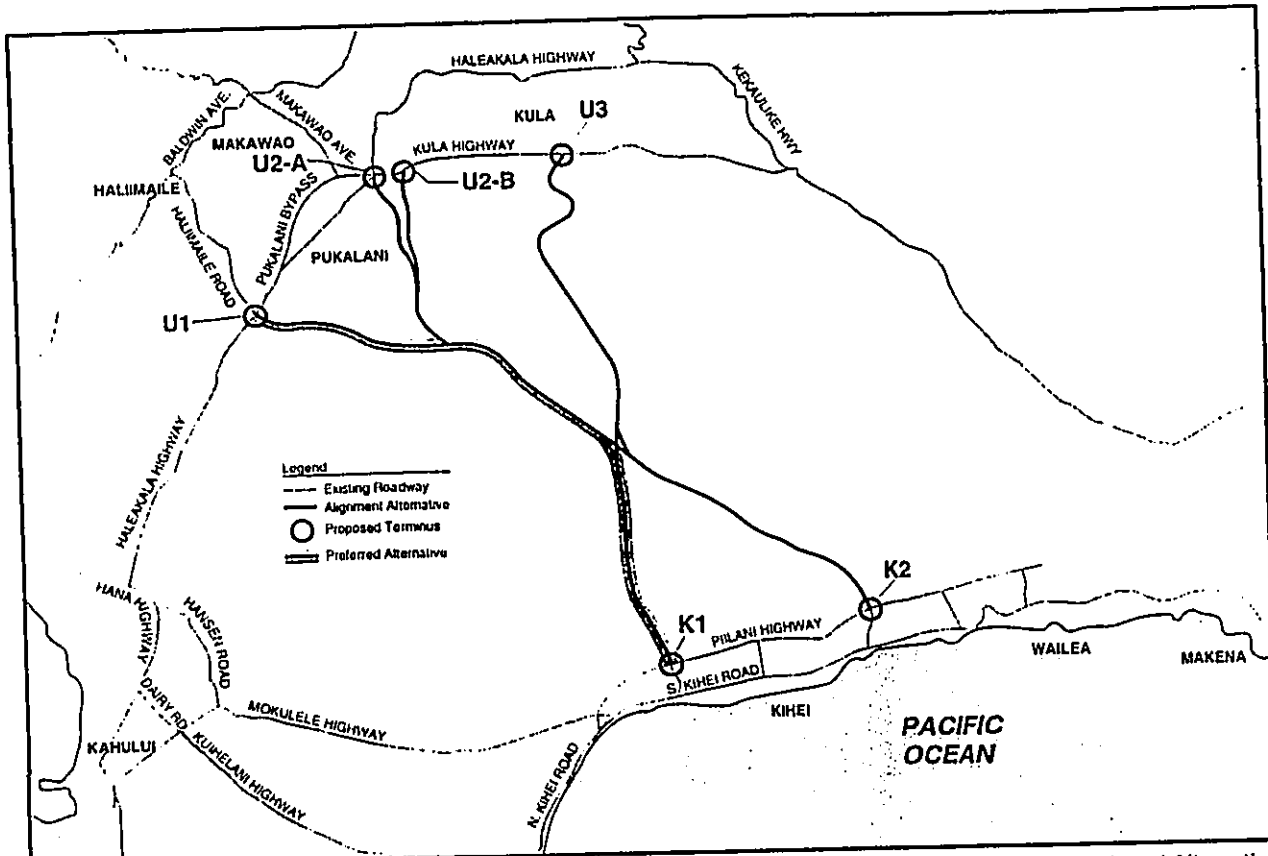 HALEAKALA HIGHWAY
KEKAULIKE HWY
BALDWIN AVE.
MAKAWAO AVE.
KULA
U3
MAKAWAO
KULA HIGHWAY
U2-A
U2-B
HALIIMAILE
PUKALANI BYPASS
HALIIMAILE ROAD
PUKALANI
U1
HALEAKALA HIGHWAY
Legend
Existing Roadway
Alignment Alternative
Proposed Terminus
Preferred Alternative
HANA HIGHWAY
HANSEN ROAD
K2
K1
PIILANI HIGHWAY
WAILEA
MAKENA
S. KIHEI ROAD
KIHEI
DAIRY RD
MOKULELE HIGHWAY
KAHULUI
KUIHELANI HIGHWAY
N. KIHEI ROAD
PACIFIC
OCEAN